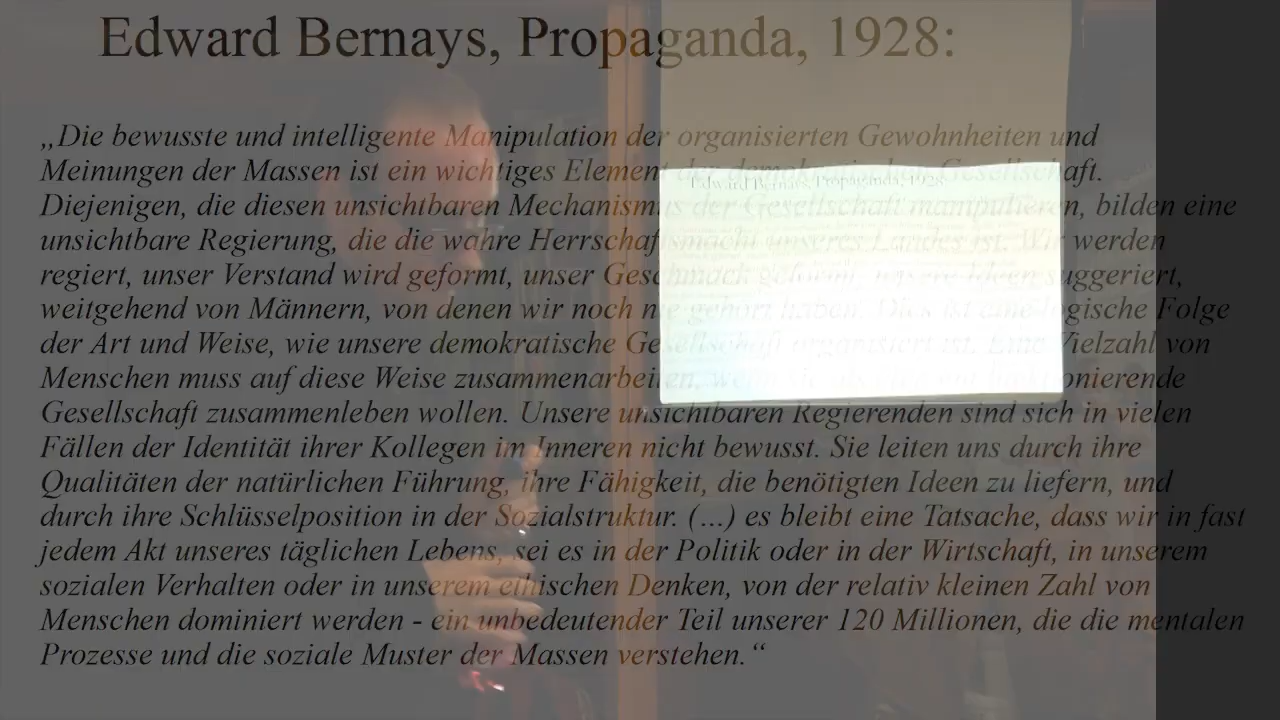 Edward Bernays, Propaganda, 1928:
„Die bewusste und intelligente Manipulation der organisierten Gewohnheiten und
Meinungen der Massen ist ein wichtiges Element der demokratischen Gesellschaft.
Diejenigen, die diesen unsichtbaren Mechanismus der Gesellschaft manipulieren, bilden eine
unsichtbare Regierung, die die wahre Herrschaftsmacht unseres Landes ist. Wir werden
regiert, unser Verstand wird geformt, unser Geschmack geformt, unsere Ideen suggeriert,
weitgehend von Männern, von denen wir noch nie gehört haben. Dies ist eine logische Folge
der Art und Weise, wie unsere demokratische Gesellschaft organisiert ist. Eine Vielzahl von
Menschen muss auf diese Weise zusammenarbeiten, wenn sie als eine gut funktionierende
Gesellschaft zusammenleben wollen. Unsere unsichtbaren Regierenden sind sich in vielen
Fällen der Identität ihrer Kollegen im Inneren nicht bewusst. Sie leiten uns durch ihre
Qualitäten der natürlichen Führung, ihre Fähigkeit, die benötigten Ideen zu liefern, und
durch ihre Schlüsselposition in der Sozialstruktur. (…) es bleibt eine Tatsache, dass wir in fast
jedem Akt unseres täglichen Lebens, sei es in der Politik oder in der Wirtschaft, in unserem
sozialen Verhalten oder in unserem ethischen Denken, von der relativ kleinen Zahl von
Menschen dominiert werden - ein unbedeutender Teil unserer 120 Millionen, die die mentalen
Prozesse und die soziale Muster der Massen verstehen.“
Edward Bernays, Propaganda, 1928